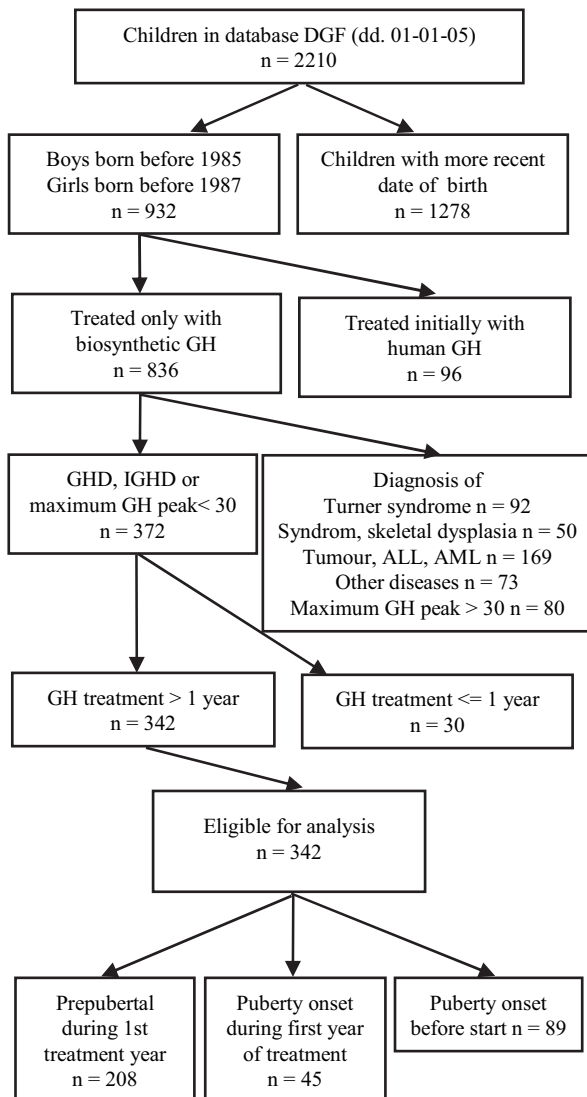 Children in database DGF (dd. 01-01-05)
n = 2210
Boys born before 1985
Girls born before 1987
n = 932
Children with more recent
date of birth
n = 1278
Treated only with
biosynthetic GH
n = 836
Treated initially with
human GH
n = 96
GHD, IGHD or
maximum GH peak< 30
n = 372
Diagnosis of
Turner syndrome n = 92
Syndrom, skeletal dysplasia n = 50
Tumour, ALL, AML n = 169
Other diseases n = 73
Maximum GH peak > 30 n = 80
GH treatment > 1 year
n = 342
GH treatment <= 1 year
n = 30
Eligible for analysis
n = 342
Prepubertal
during 1st
treatment year
n = 208
Puberty onset
during first year
of treatment
n = 45
Puberty onset
before start n = 89